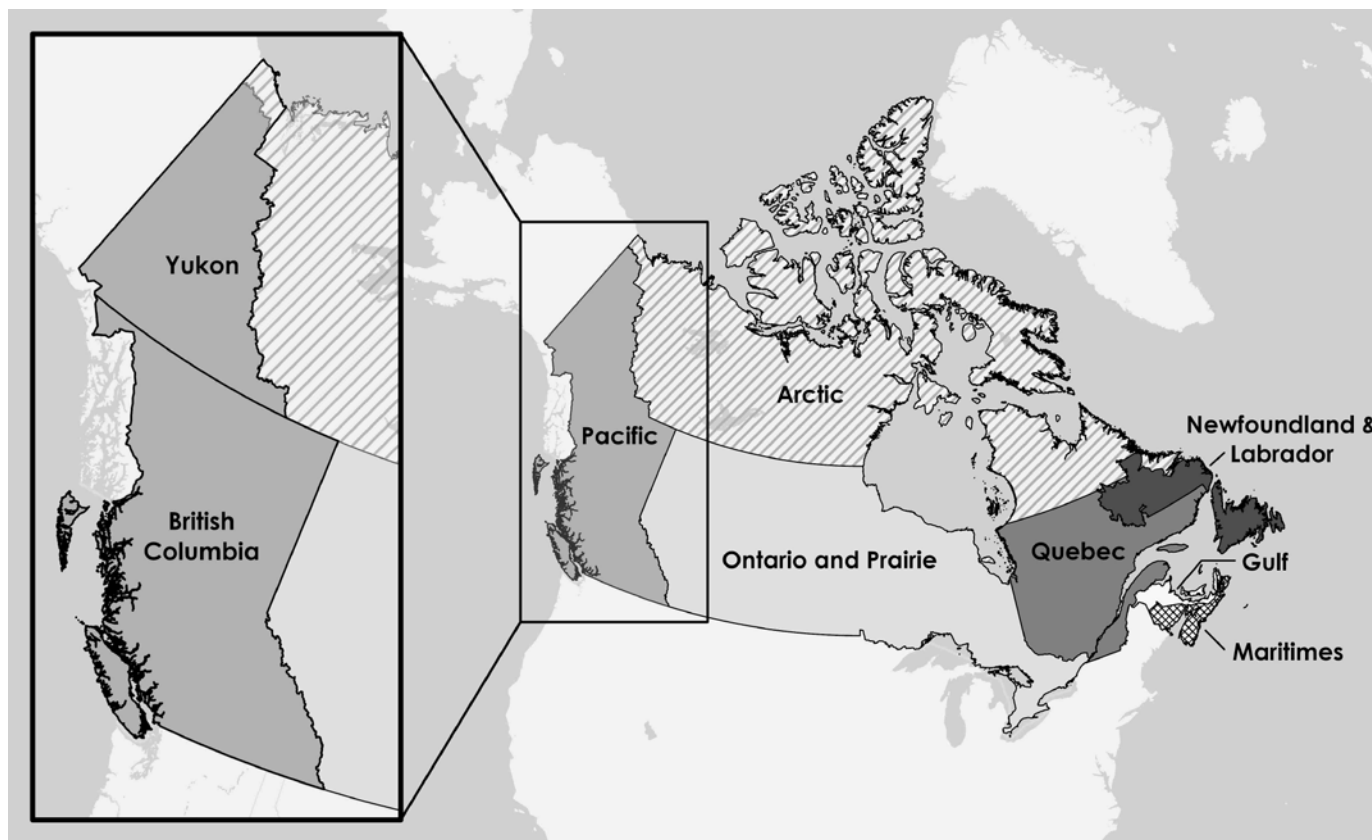 Yukon
British
Columbia
Pacific
Arctic
Ontario and Prairie
Quebec
Newfoundland &
Labrador
Gulf
Maritimes